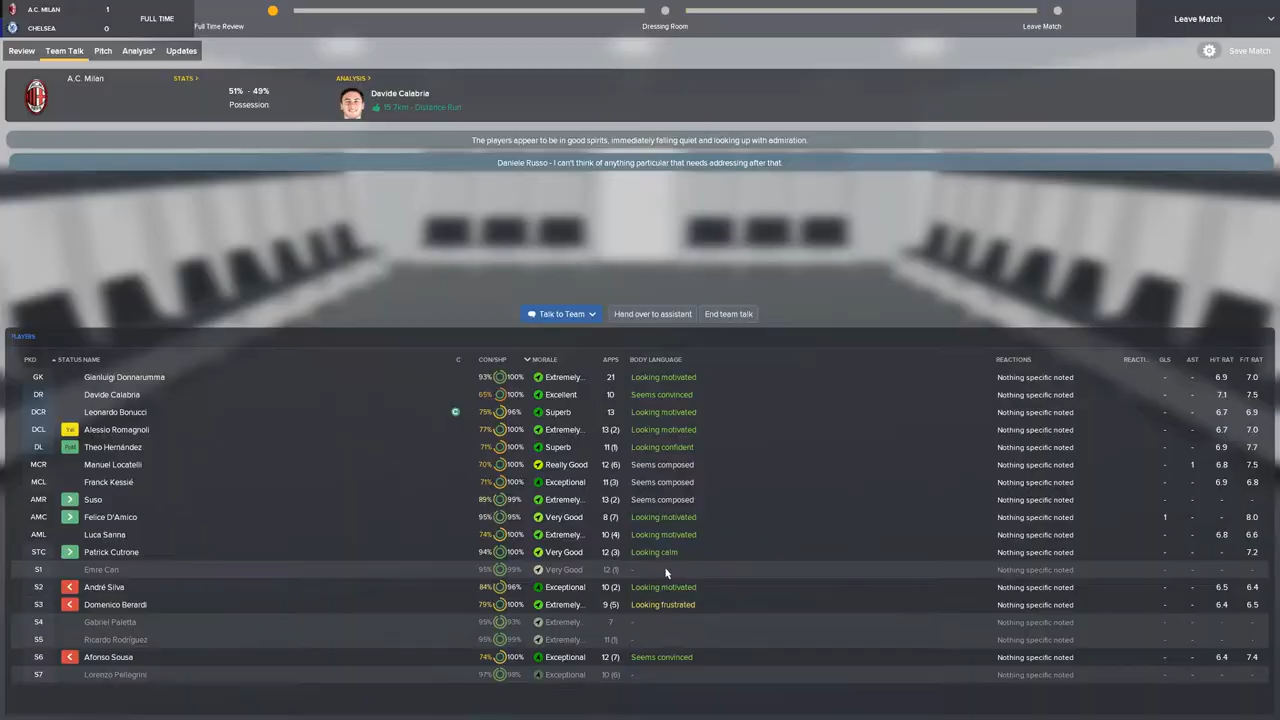 A.C. MILAN 1
CHELSEA 0
FULL TIME
Full Time Review
Dressing Room
Leave Match
Leave Match
Review Team Talk Pitch Analysis* Updates
Save Match
A.C. Milan STATS >
51% - 49%
Possession
ANALYSIS >
Davide Calabria
15.7km - Distance Run
The players appear to be in good spirits, immediately falling quiet and looking up with admiration.
Daniele Russo - I can't think of anything particular that needs addressing after that.
Talk to Team Hand over to assistant End team talk
PLAYERS
PKD STATUS NAME C CON/SHP MORALE APPS BODY LANGUAGE REACTIONS REACTI... GLS AST H/T RAT F/T RAT
GK Gianluigi Donnarumma 93% 100% Extremely... 21 Looking motivated Nothing specific noted - - 6.9 7.0
DR Davide Calabria 65% 100% Excellent 10 Seems convinced Nothing specific noted - - 7.1 7.5
DCR Leonardo Bonucci C 75% 96% Superb 13 Looking motivated Nothing specific noted - - 6.7 6.9
DCL Yel Alessio Romagnoli 77% 100% Extremely... 13 (2) Looking motivated Nothing specific noted - - 6.7 7.0
DL PoM Theo Hernández 71% 100% Superb 11 (1) Looking confident Nothing specific noted - - 6.9 7.7
MCR Manuel Locatelli 70% 100% Really Good 12 (6) Seems composed Nothing specific noted - 1 6.8 7.5
MCL Franck Kessié 71% 100% Exceptional 11 (3) Seems composed Nothing specific noted - - 6.9 6.8
AMR Suso 89% 99% Extremely... 13 (2) Seems composed Nothing specific noted - - - -
AMC Felice D'Amico 95% 95% Very Good 8 (7) Looking motivated Nothing specific noted 1 - - 8.0
AML Luca Sanna 74% 100% Extremely... 10 (4) Looking motivated Nothing specific noted - - 6.8 6.6
STC Patrick Cutrone 94% 100% Very Good 12 (3) Looking calm Nothing specific noted - - - 7.2
S1 Emre Can 95% 99% Very Good 12 (1) - Nothing specific noted - - - -
S2 André Silva 84% 96% Exceptional 10 (2) Looking motivated Nothing specific noted - - 6.5 6.4
S3 Domenico Berardi 79% 100% Extremely... 9 (5) Looking frustrated Nothing specific noted - - 6.4 6.5
S4 Gabriel Paletta 95% 93% Extremely... 7 - Nothing specific noted - - - -
S5 Ricardo Rodríguez 95% 99% Extremely... 11 (1) - Nothing specific noted - - - -
S6 Afonso Sousa 74% 100% Exceptional 12 (7) Seems convinced Nothing specific noted - - 6.4 7.4
S7 Lorenzo Pellegrini 97% 98% Exceptional 10 (6) - Nothing specific noted - - - -